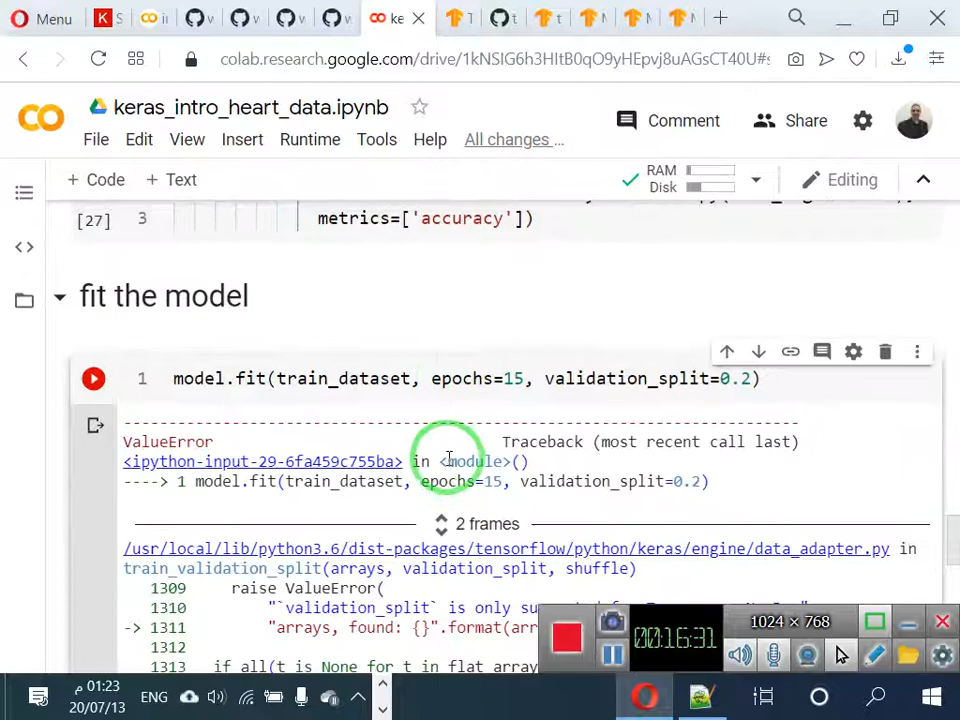 Menu
ke
colab.research.google.com/drive/1kNSIG6h3HItB0qO9yHEpvj8uAGsCT40U#s
keras_intro_heart_data.ipynb
Comment
Share
File Edit View Insert Runtime Tools Help All changes …
+ Code + Text
RAM
Disk
Editing
[27] 3 metrics=['accuracy'])
fit the model
1 model.fit(train_dataset, epochs=15, validation_split=0.2)
ValueError Traceback (most recent call last)
<ipython-input-29-6fa459c755ba> in <module>()
----> 1 model.fit(train_dataset, epochs=15, validation_split=0.2)
2 frames
/usr/local/lib/python3.6/dist-packages/tensorflow/python/keras/engine/data_adapter.py in
train_validation_split(arrays, validation_split, shuffle)
1309 raise ValueError(
1310 "`validation_split` is only su
-> 1311 "arrays, found: {}".format(arr
1312
1313 if all(t is None for t in flat_array
00:16:31
1024 × 768
01:23 م
20/07/13
ENG